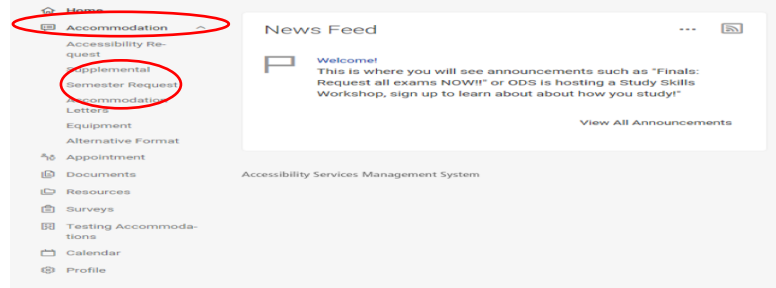 Home
Accommodation
Accessibility Re-
quest
Supplemental
Semester Request
Accommodation
Letters
Equipment
Alternative Format
Appointment
Documents
Resources
Surveys
Testing Accommoda-
tions
Calendar
Profile
News Feed
Welcome!
This is where you will see announcements such as "Finals:
Request all exams NOW!!" or ODS is hosting a Study Skills
Workshop, sign up to learn about about how you study!"
View All Announcements
Accessibility Services Management System